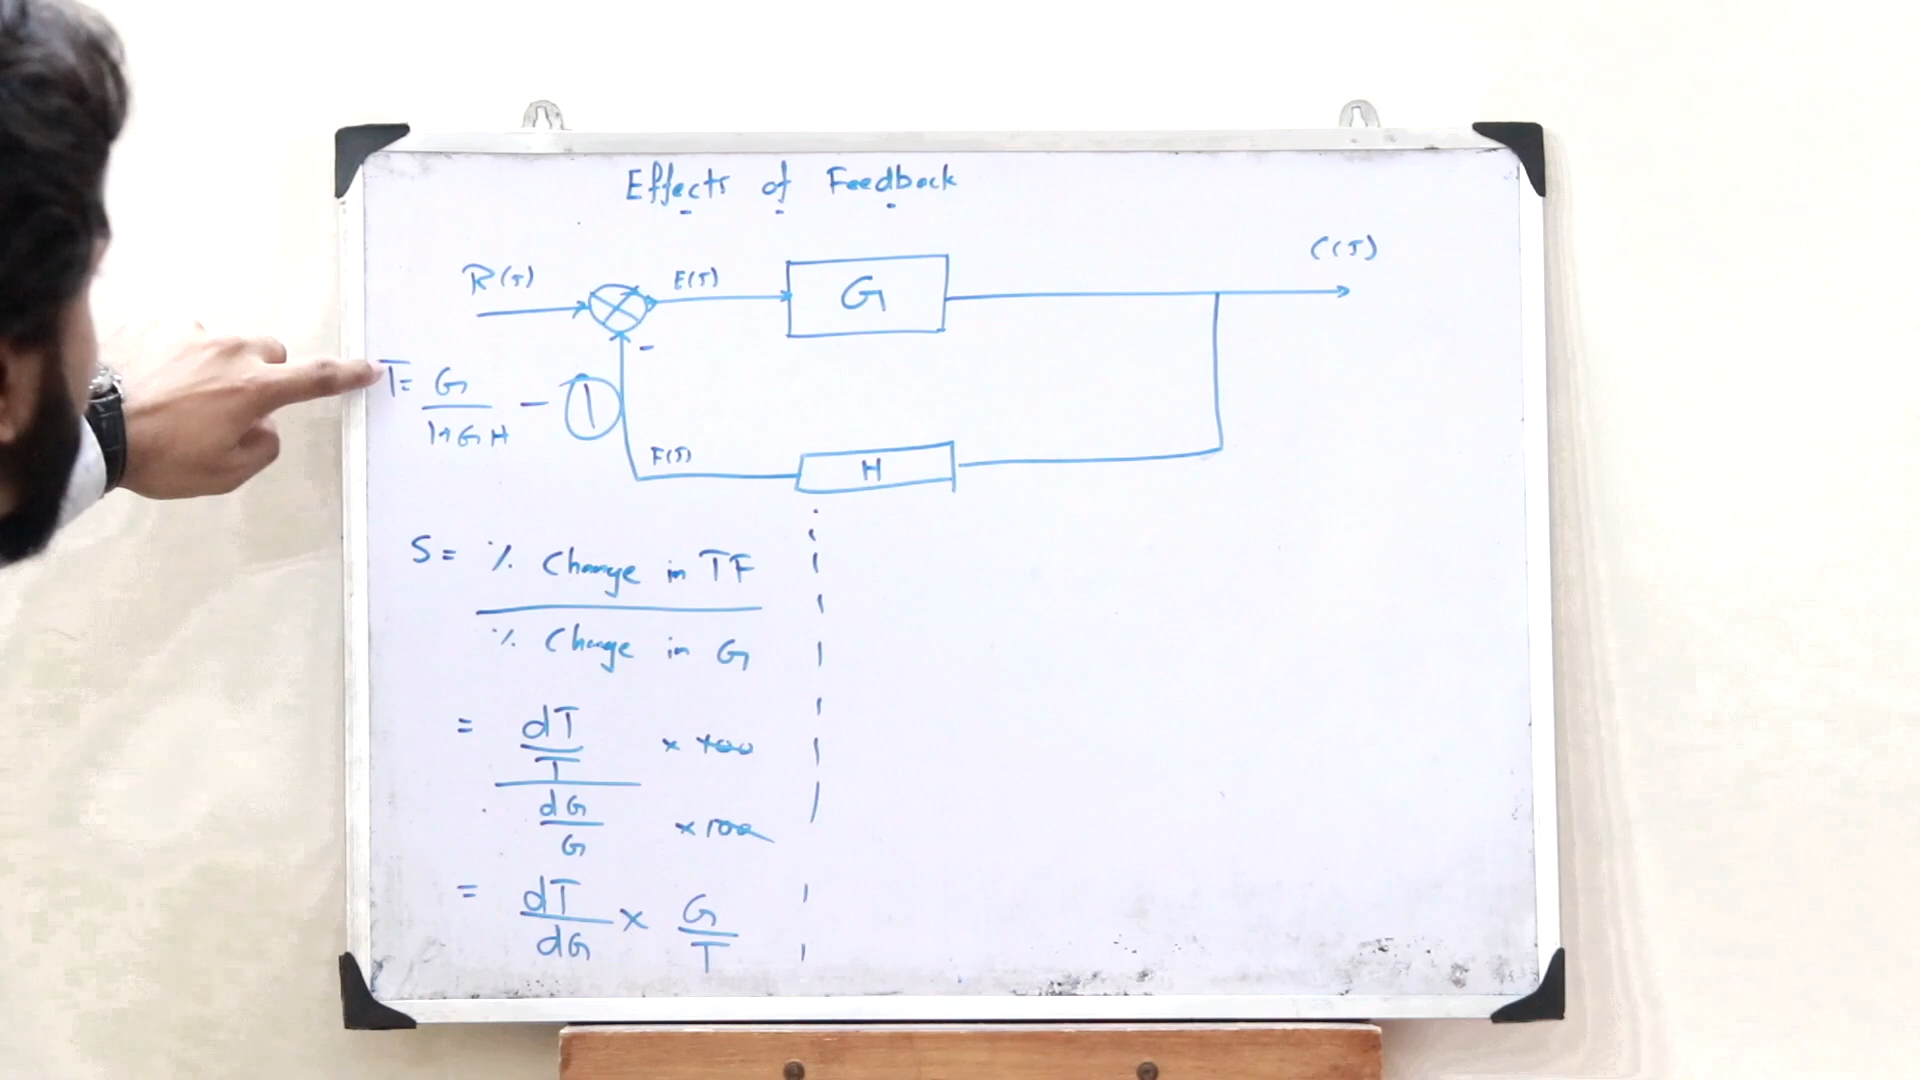 Effects of Feedback
R(s) E(s) G C(s)
-
T = G / 1+GH - 1
F(s) H
S = % Change in TF
% Change in G
= dT/T × 100
dG/G × 100
= dT/dG × G/T